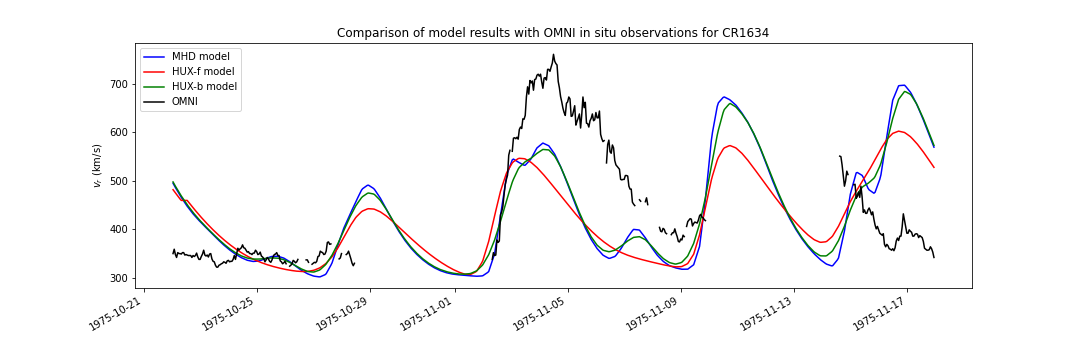 Comparison of model results with OMNI in situ observations for CR1634
MHD model
HUX-f model
HUX-b model
OMNI
700
600
500
400
300
v_r (km/s)
1975-10-21
1975-10-25
1975-10-29
1975-11-01
1975-11-05
1975-11-09
1975-11-13
1975-11-17